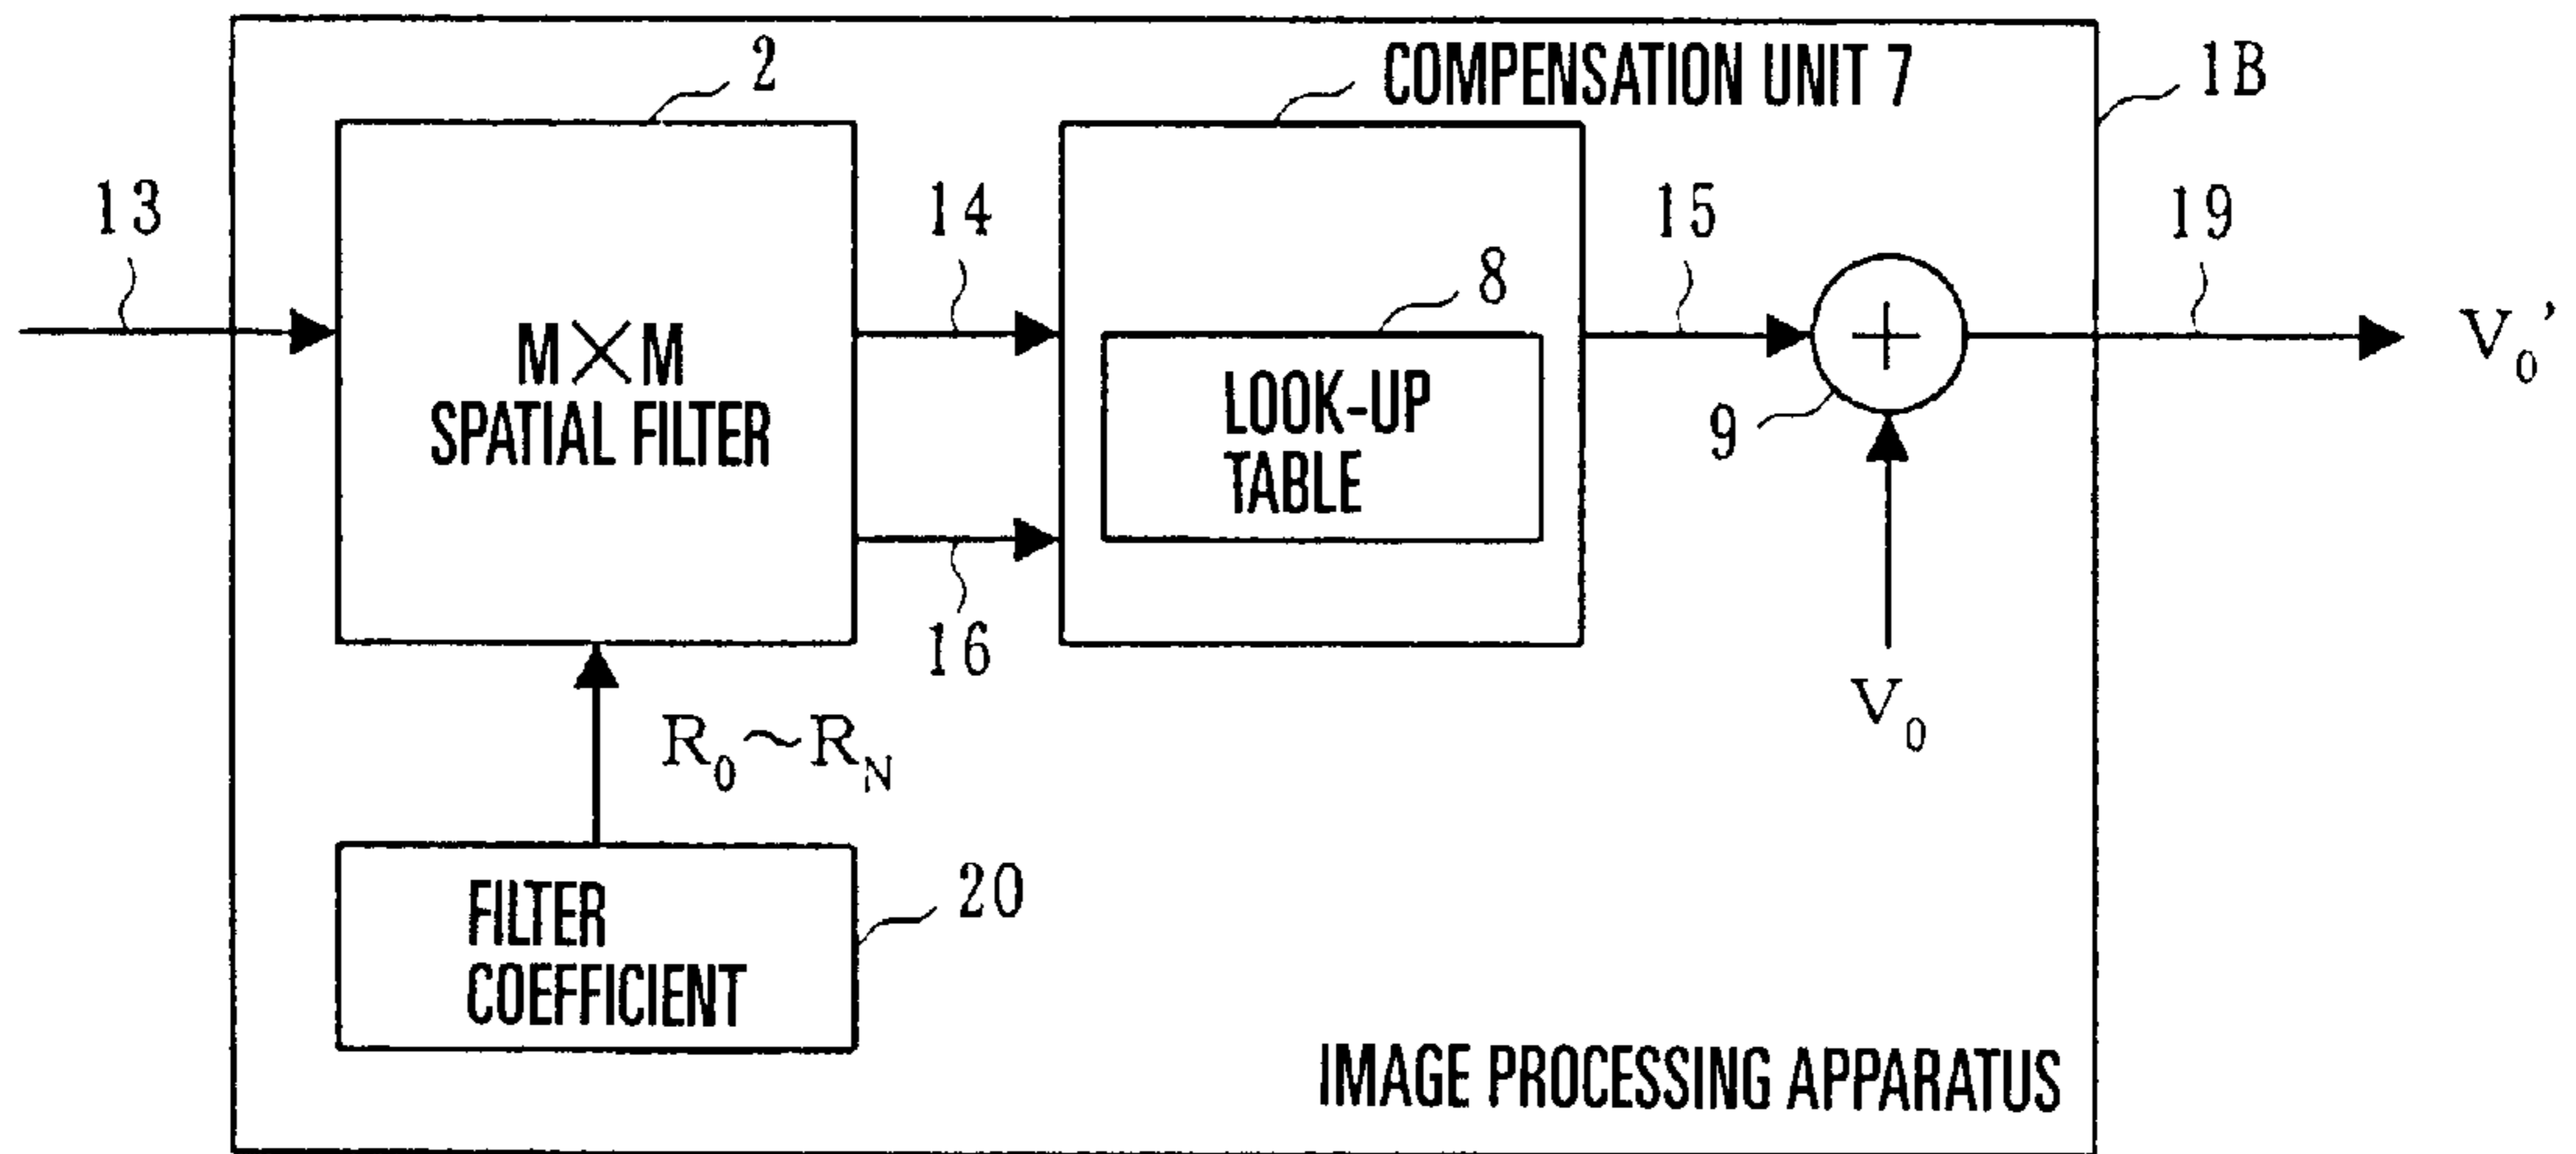 COMPENSATION UNIT 7
1B
2
13
14
8
15
19
M×M
SPATIAL FILTER
LOOK-UP
TABLE
9
V₀'
16
V₀
R₀~R_N
FILTER
COEFFICIENT
20
IMAGE PROCESSING APPARATUS